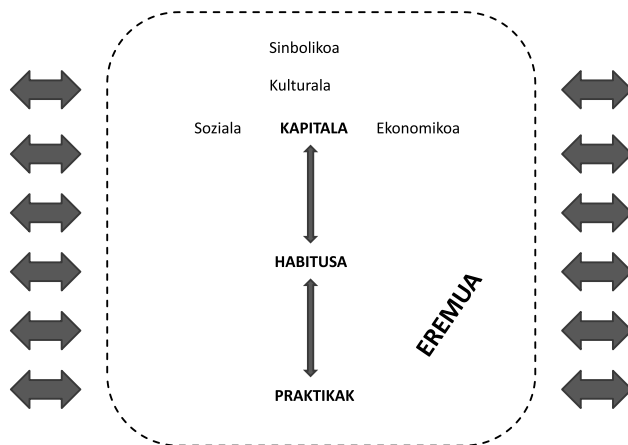 Sinbolikoa
Kulturala
Soziala KAPITALA Ekonomikoa
HABITUSA
EREMUA
PRAKTIKAK